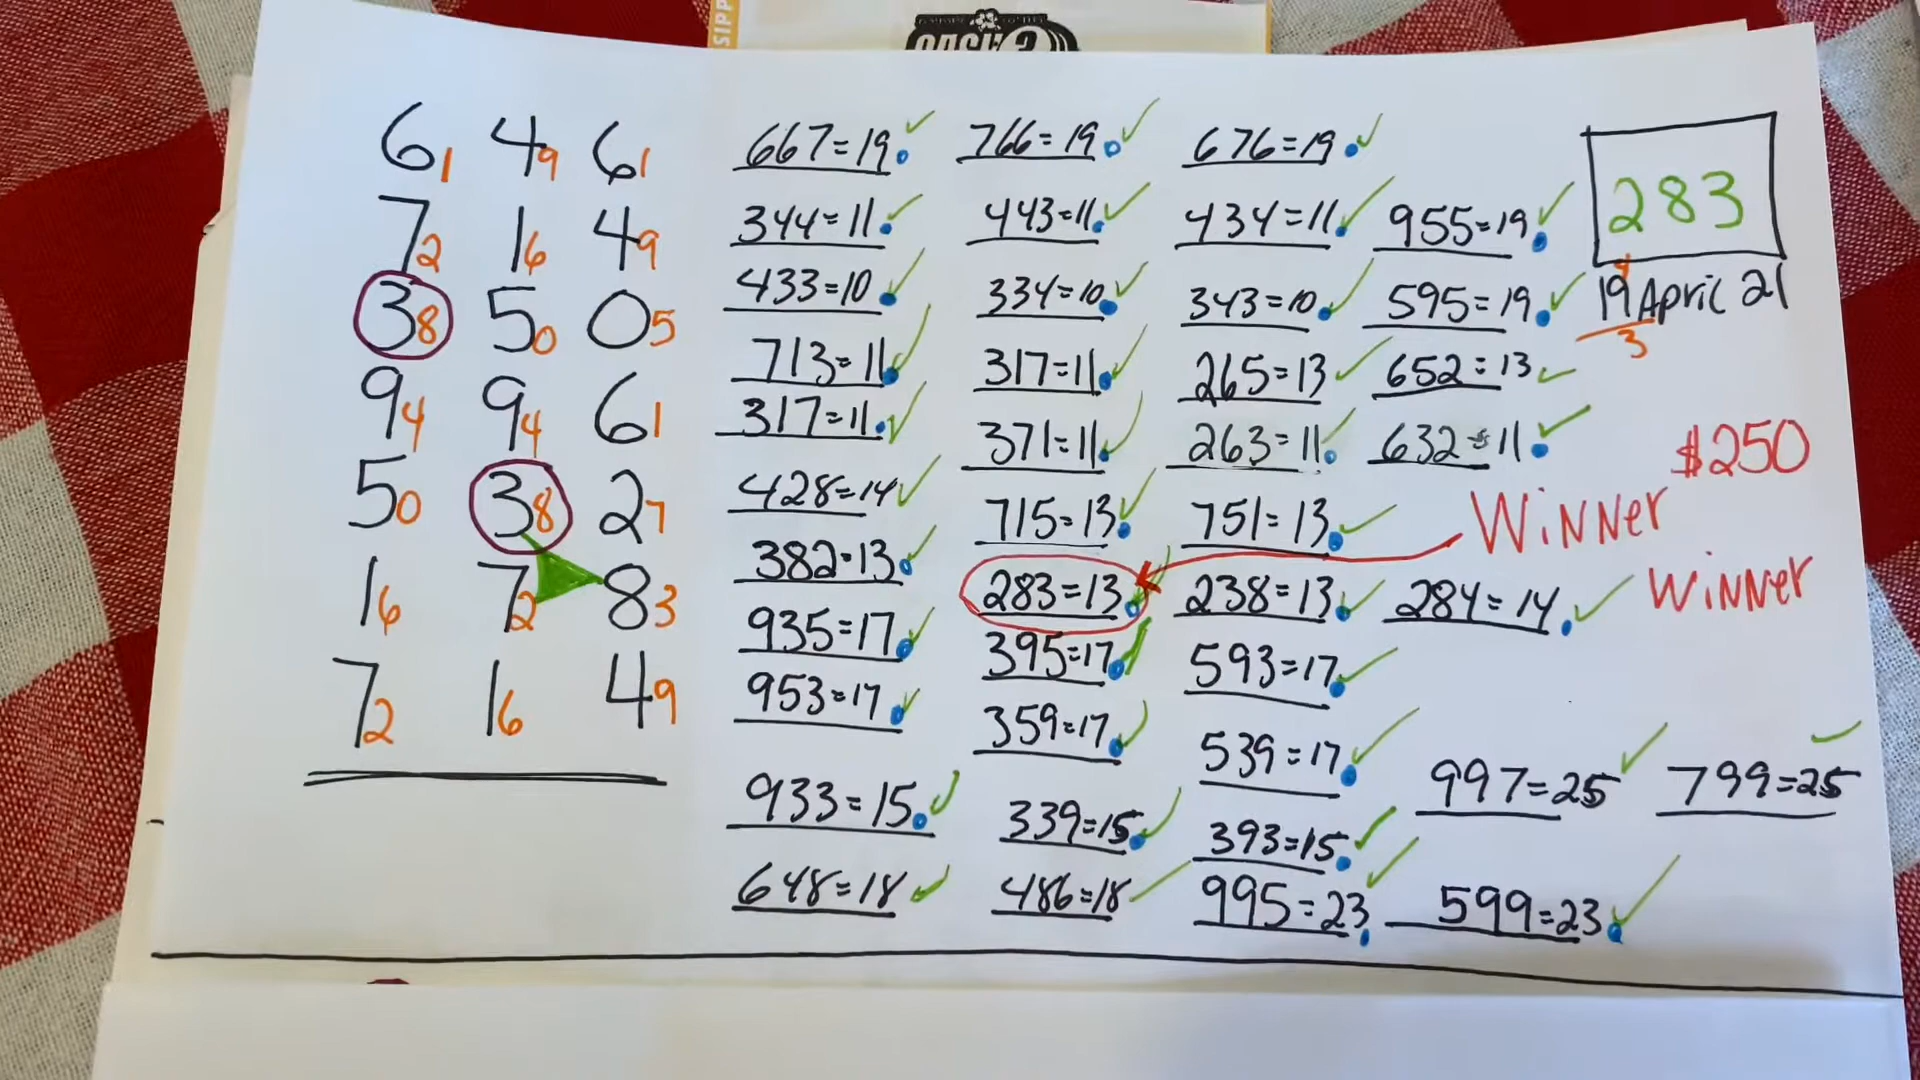 SIPP
CASH 3
6 1 4 9 6 1
7 2 1 6 4 9
3 8 5 0 0 5
9 4 9 4 6 1
5 0 3 8 2 7
1 6 7 2 8 3
7 2 1 6 4 9
667=19 766=19 676=19
344=11 443=11 434=11 955=19
433=10 334=10 343=10 595=19
713=11 317=11 265=13 652=13
317=11 371=11 263=11 632=11
428=14 715=13 751=13
382=13 283=13 238=13 284=14
935=17 395=17 593=17
953=17 359=17 539=17 997=25 799=25
933=15 339=15 393=15
648=18 486=18 995=23 599=23
283
19 April 21
3
$250
Winner
Winner